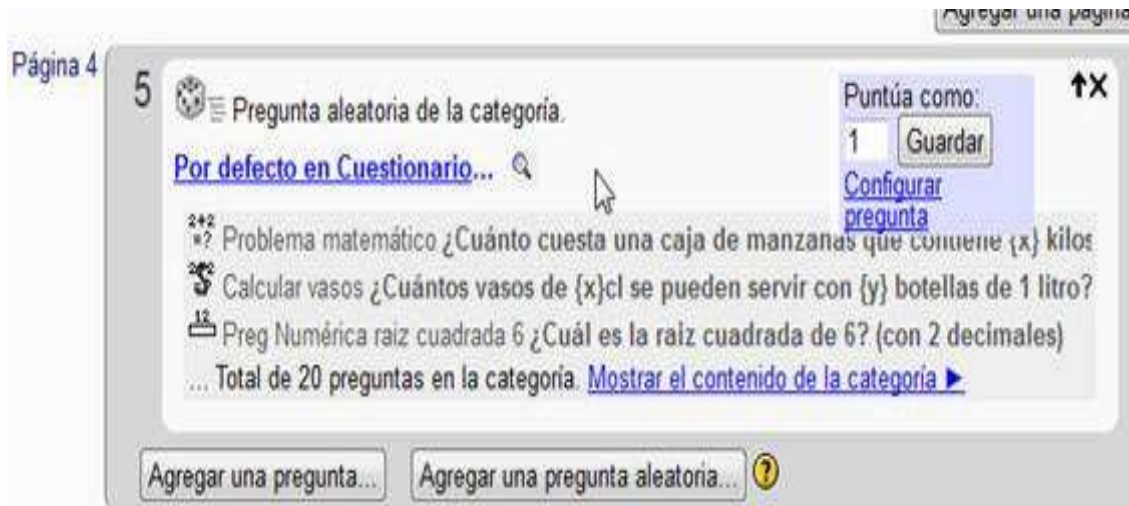 Agregar una página
Página 4
5
Pregunta aleatoria de la categoría.
Puntúa como:
1 Guardar
Por defecto en Cuestionario...
Configurar
pregunta
Problema matemático ¿Cuánto cuesta una caja de manzanas que contiene {x} kilos
Calcular vasos ¿Cuántos vasos de {x}cl se pueden servir con {y} botellas de 1 litro?
Preg Numérica raiz cuadrada 6 ¿Cuál es la raiz cuadrada de 6? (con 2 decimales)
... Total de 20 preguntas en la categoría. Mostrar el contenido de la categoría ▶
Agregar una pregunta... Agregar una pregunta aleatoria... ?